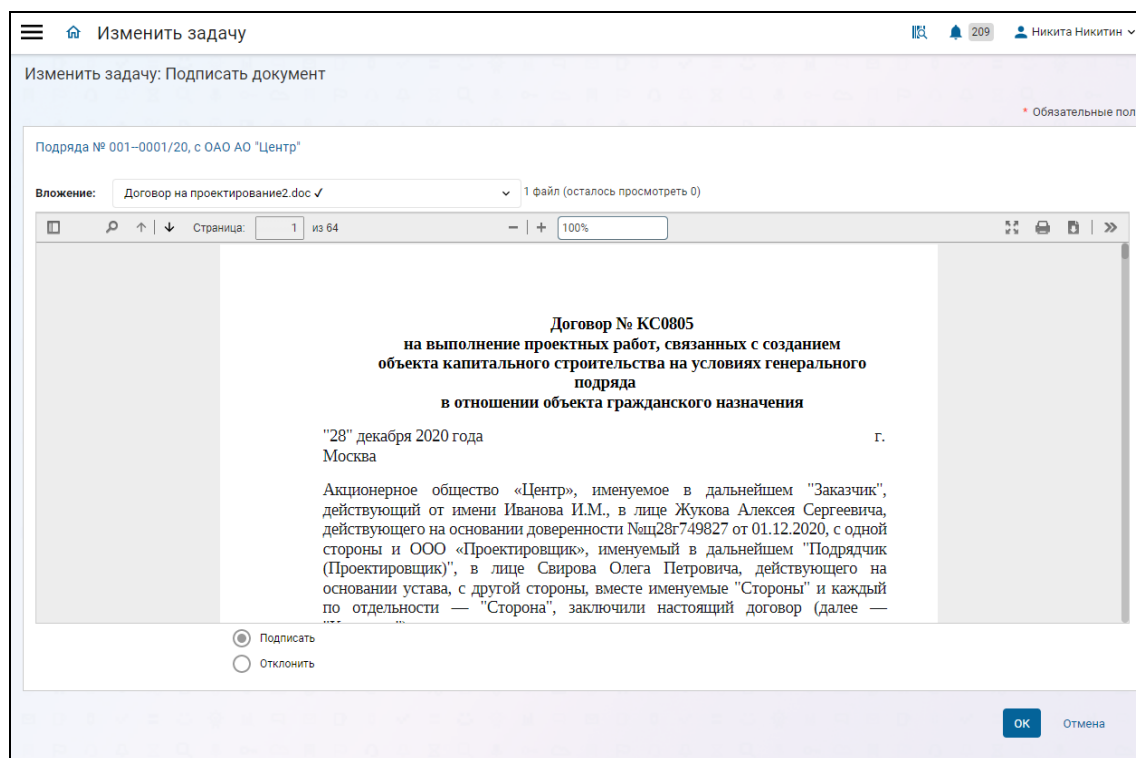 Изменить задачу
209
Никита Никитин
Изменить задачу: Подписать документ
* Обязательные пол
Подряда № 001–0001/20, с ОАО АО "Центр"
Вложение: Договор на проектирование2.doc ✓ 1 файл (осталось просмотреть 0)
Страница: 1 из 64
100%
Договор № КС0805
на выполнение проектных работ, связанных с созданием
объекта капитального строительства на условиях генерального
подряда
в отношении объекта гражданского назначения
"28" декабря 2020 года г.
Москва
Акционерное общество «Центр», именуемое в дальнейшем "Заказчик",
действующий от имени Иванова И.М., в лице Жукова Алексея Сергеевича,
действующего на основании доверенности №щ28г749827 от 01.12.2020, с одной
стороны и ООО «Проектировщик», именуемый в дальнейшем "Подрядчик
(Проектировщик)", в лице Свирова Олега Петровича, действующего на
основании устава, с другой стороны, вместе именуемые "Стороны" и каждый
по отдельности — "Сторона", заключили настоящий договор (далее —
Подписать
Отклонить
ОК Отмена